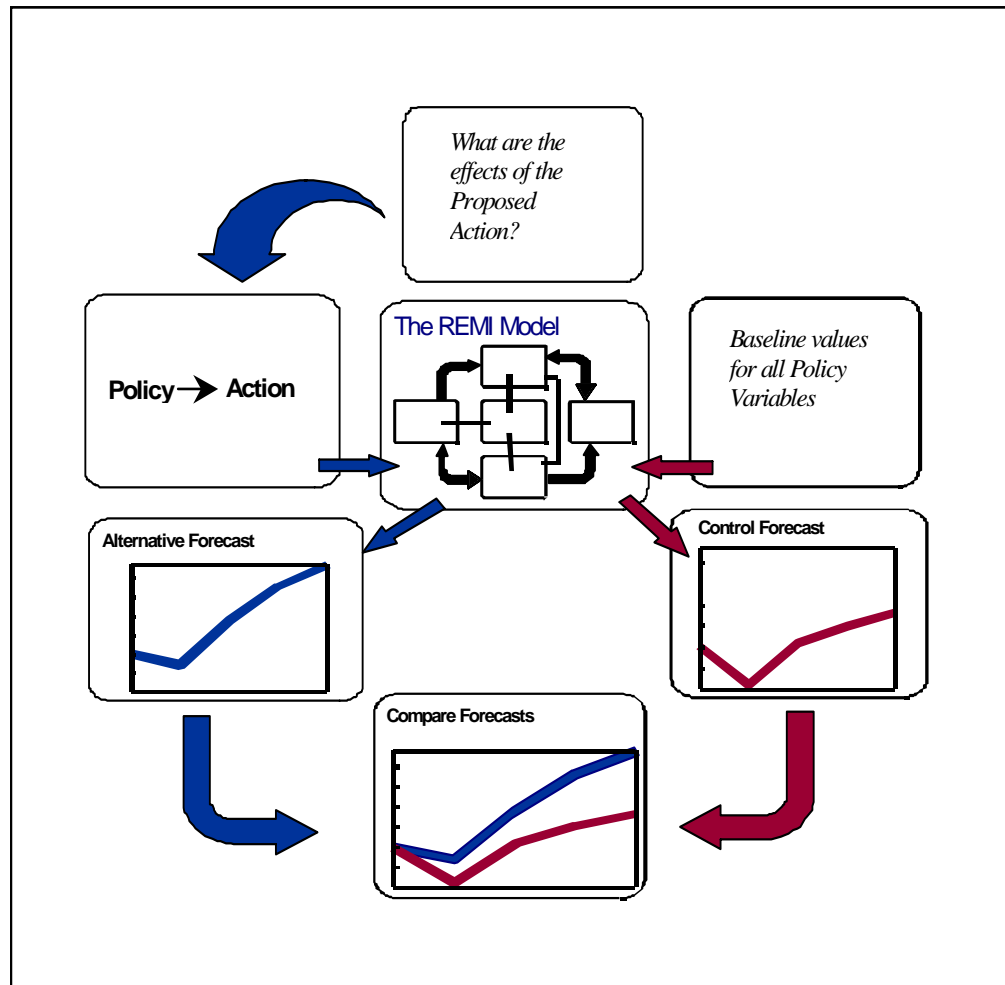 What are the
effects of the
Proposed
Action?
Policy → Action
The REMI Model
Baseline values
for all Policy
Variables
Alternative Forecast
Control Forecast
Compare Forecasts